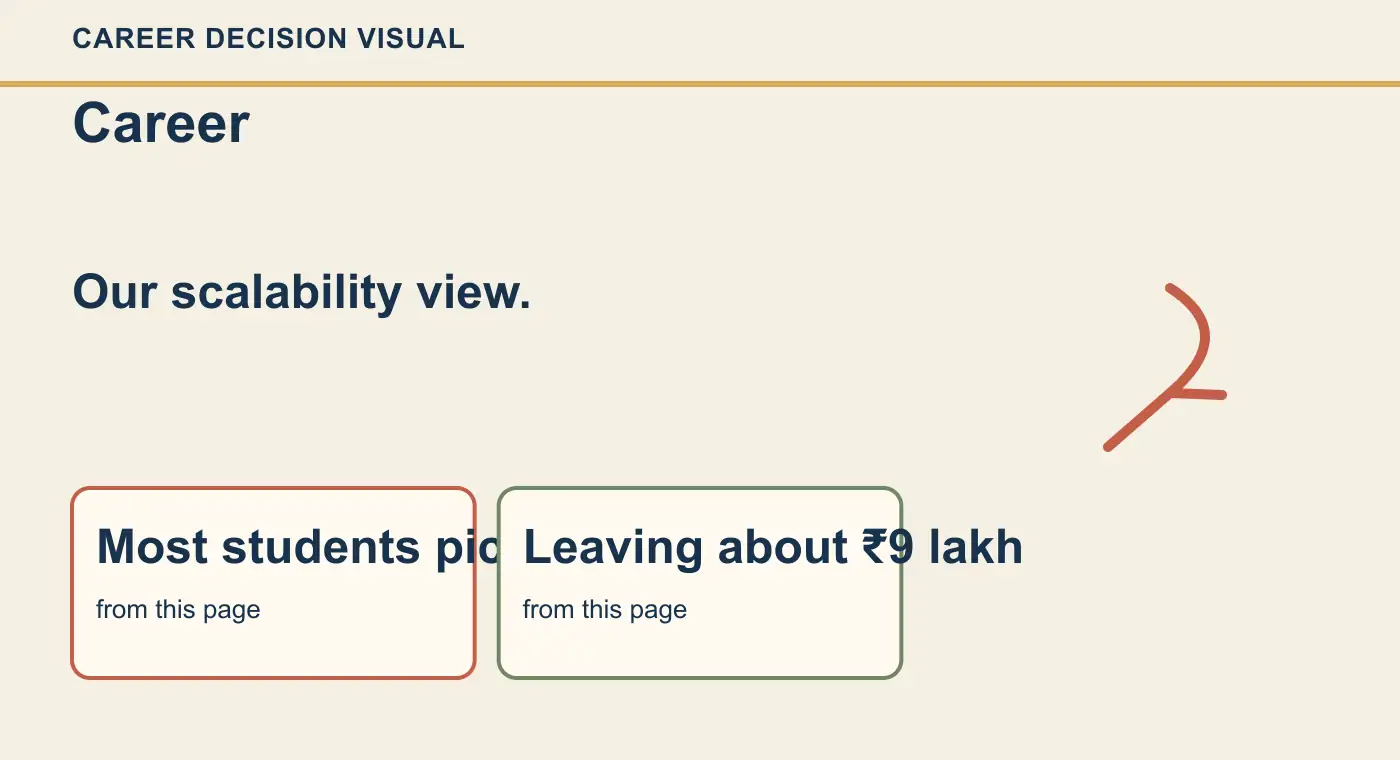 CAREER DECISION VISUAL
Career
Our scalability view.
Most students pic
from this page
Leaving about ₹9 lakh
from this page